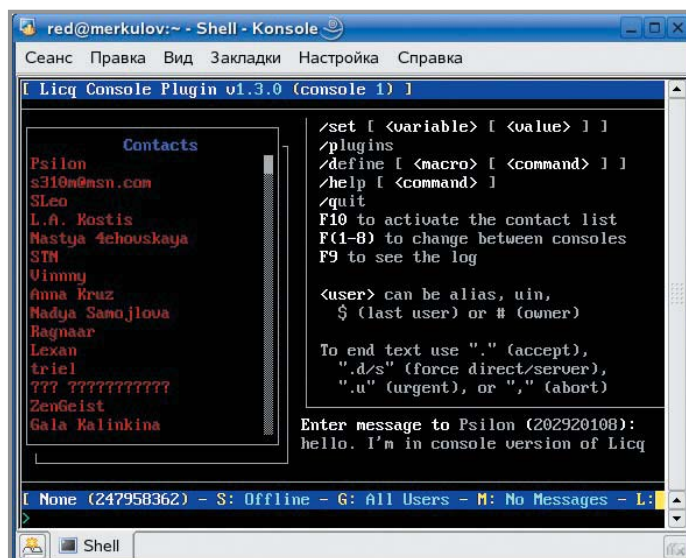 red@merkulov:~ - Shell - Konsole
Сеанс Правка Вид Закладки Настройка Справка
[ Licq Console Plugin v1.3.0 (console 1) ]
Contacts
Psilon
s310m@msn.com
SLeo
L.A. Kostis
Nastya 4ehovskaya
STN
Vinnny
Anna Kruz
Nadya Samojlova
Ragnaar
Lexan
triel
??? ???????????
ZenGeist
Gala Kalinkina
/set [ <variable> [ <value> ] ]
/plugins
/define [ <macro> [ <command> ] ]
/help [ <command> ]
/quit
F10 to activate the contact list
F(1-8) to change between consoles
F9 to see the log
<user> can be alias, uin,
$ (last user) or # (owner)
To end text use "." (accept),
".d/s" (force direct/server),
".u" (urgent), or "," (abort)
Enter message to Psilon (202920108):
hello. I'm in console version of Licq
[ None (247958362) - S: Offline - G: All Users - M: No Messages - L:
>
Shell